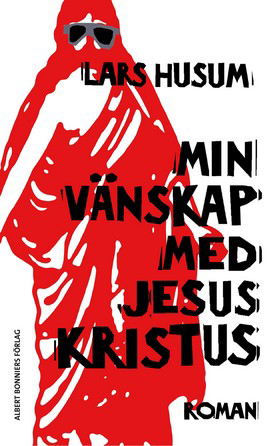 LARS HUSUM
MIN
VÄNSKAP
MED
JESUS
KRISTUS
ROMAN
ALBERT BONNIERS FÖRLAG